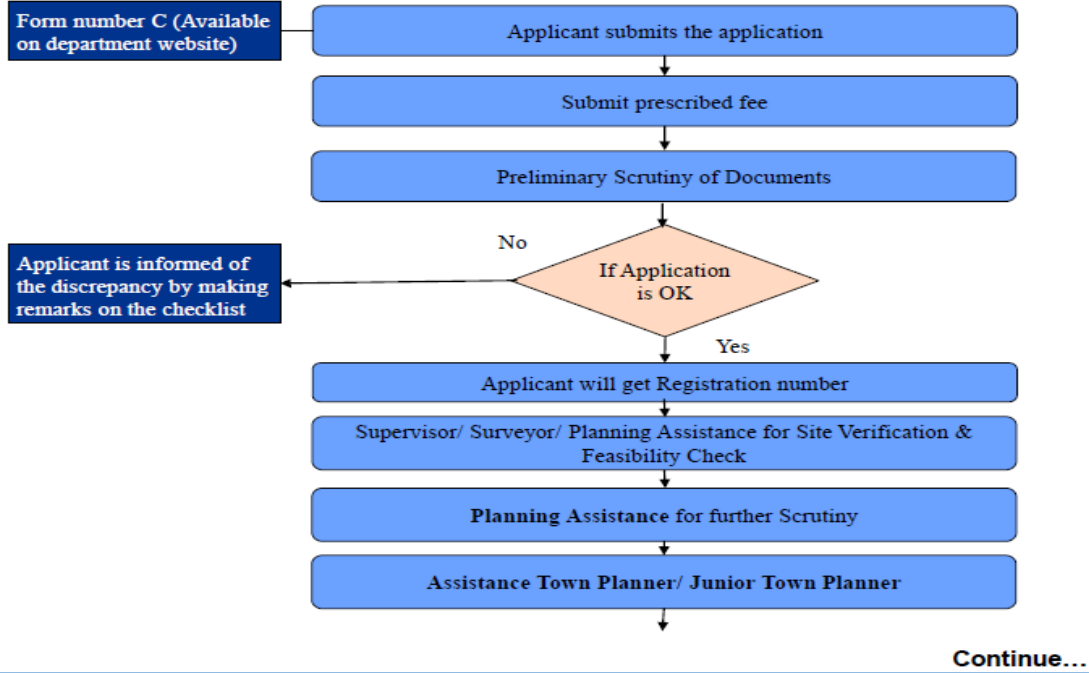 Form number C (Available
on department website)
Applicant submits the application
Submit prescribed fee
Preliminary Scrutiny of Documents
No
If Application
is OK
Applicant is informed of
the discrepancy by making
remarks on the checklist
Yes
Applicant will get Registration number
Supervisor/ Surveyor/ Planning Assistance for Site Verification &
Feasibility Check
Planning Assistance for further Scrutiny
Assistance Town Planner/ Junior Town Planner
Continue...